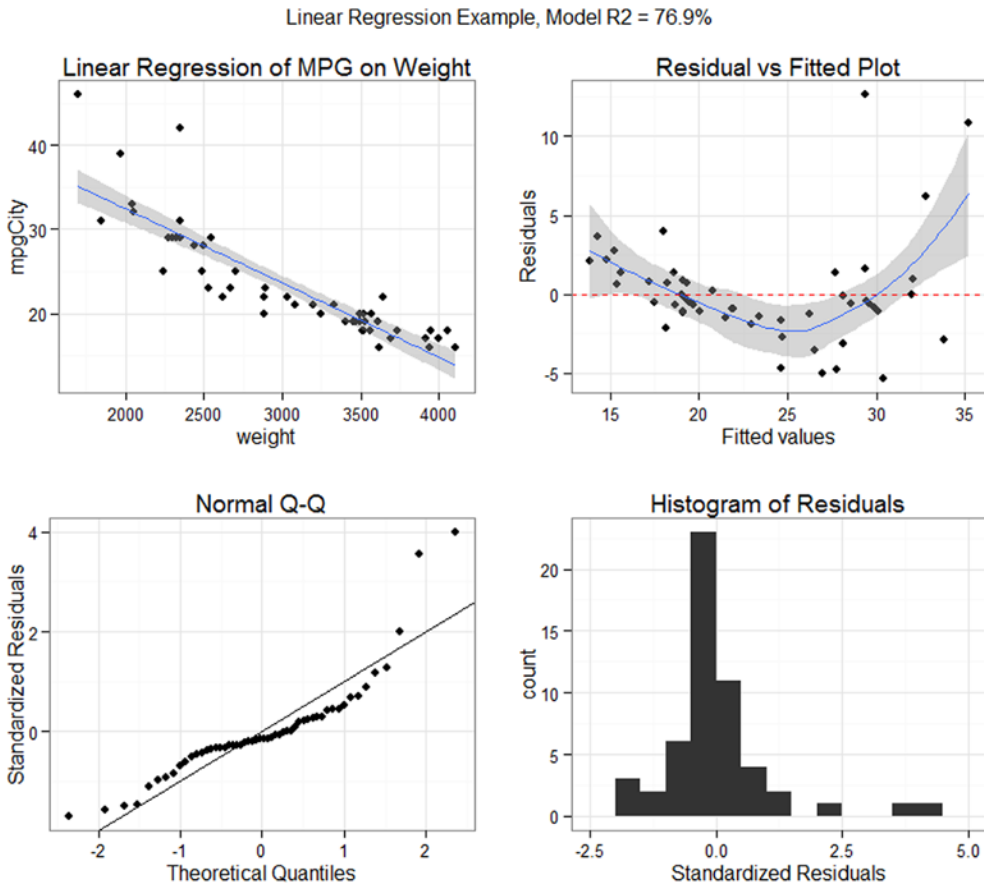 Linear Regression Example, Model R2 = 76.9%
Linear Regression of MPG on Weight
mpgCity
40
30
20
2000 2500 3000 3500 4000
weight
Residual vs Fitted Plot
Residuals
10
5
0
-5
15 20 25 30 35
Fitted values
Normal Q-Q
Standardized Residuals
4
2
0
-2 -1 0 1 2
Theoretical Quantiles
Histogram of Residuals
count
20
15
10
5
0
-2.5 0.0 2.5 5.0
Standardized Residuals